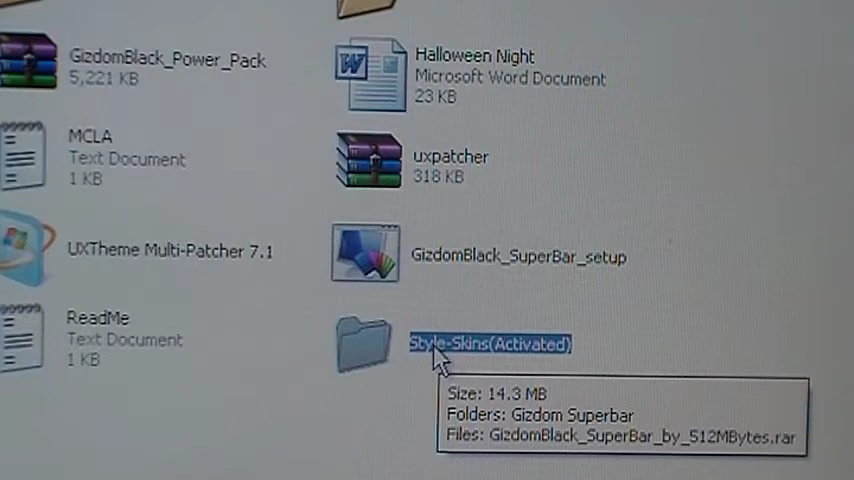 GizdomBlack_Power_Pack
5,221 KB
Halloween Night
Microsoft Word Document
23 KB
MCLA
Text Document
1 KB
uxpatcher
318 KB
UXTheme Multi-Patcher 7.1
GizdomBlack_SuperBar_setup
ReadMe
Text Document
1 KB
Style-Skins(Activated)
Size: 14.3 MB
Folders: Gizdom Superbar
Files: GizdomBlack_SuperBar_by_512MBytes.rar